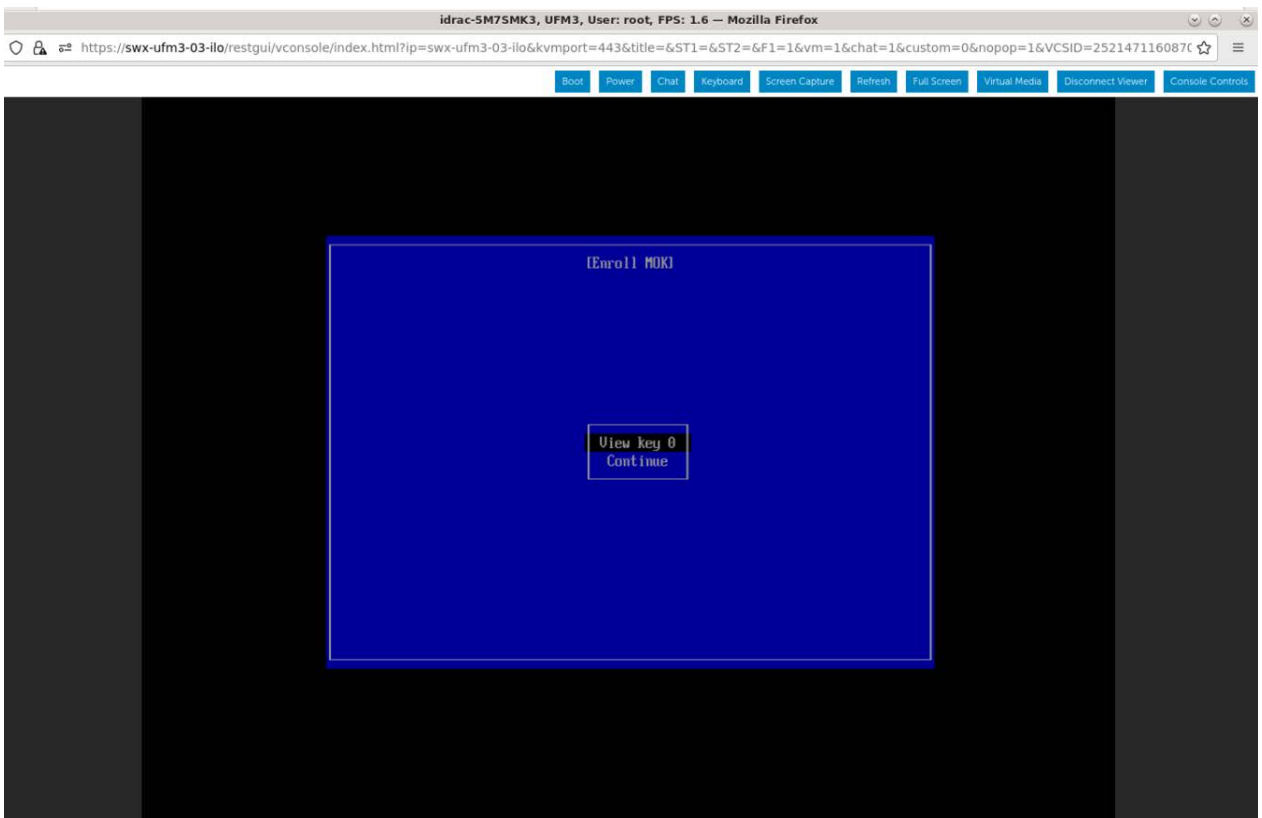 idrac-5M7SMK3, UFM3, User: root, FPS: 1.6 — Mozilla Firefox
https://swx-ufm3-03-ilo/restgui/vconsole/index.html?ip=swx-ufm3-03-ilo&kvmport=443&title=&ST1=&ST2=&F1=1&vm=1&chat=1&custom=0&nopop=1&VCSID=2521471160870
Boot Power Chat Keyboard Screen Capture Refresh Full Screen Virtual Media Disconnect Viewer Console Controls
[Enroll MOK]
View key 0
Continue